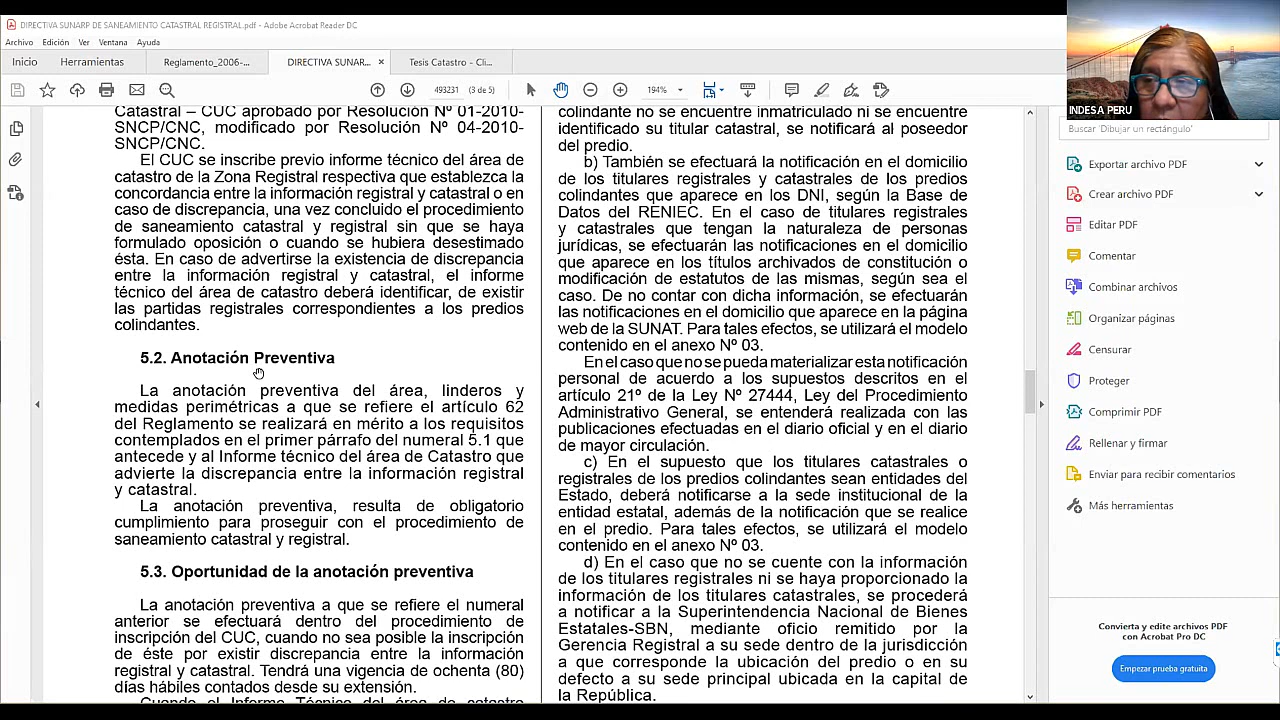 DIRECTIVA SUNARP DE SANEAMIENTO CATASTRAL REGISTRAL.pdf - Adobe Acrobat Reader DC
Archivo Edición Ver Ventana Ayuda
Inicio Herramientas Reglamento_2006-... DIRECTIVA SUNAR... × Tesis Catastro - Cli...
493231 (3 de 5) 194%
INDESA PERU
Catastral – CUC aprobado por Resolución Nº 01-2010-
SNCP/CNC, modificado por Resolución Nº 04-2010-
SNCP/CNC.
El CUC se inscribe previo informe técnico del área de
catastro de la Zona Registral respectiva que establezca la
concordancia entre la información registral y catastral o en
caso de discrepancia, una vez concluido el procedimiento
de saneamiento catastral y registral sin que se haya
formulado oposición o cuando se hubiera desestimado
ésta. En caso de advertirse la existencia de discrepancia
entre la información registral y catastral, el informe
técnico del área de catastro deberá identificar, de existir
las partidas registrales correspondientes a los predios
colindantes.
5.2. Anotación Preventiva
La anotación preventiva del área, linderos y
medidas perimétricas a que se refiere el artículo 62
del Reglamento se realizará en mérito a los requisitos
contemplados en el primer párrafo del numeral 5.1 que
antecede y al Informe técnico del área de Catastro que
advierte la discrepancia entre la información registral
y catastral.
La anotación preventiva, resulta de obligatorio
cumplimiento para proseguir con el procedimiento de
saneamiento catastral y registral.
5.3. Oportunidad de la anotación preventiva
La anotación preventiva a que se refiere el numeral
anterior se efectuará dentro del procedimiento de
inscripción del CUC, cuando no sea posible la inscripción
de éste por existir discrepancia entre la información
registral y catastral. Tendrá una vigencia de ochenta (80)
días hábiles contados desde su extensión.
Cuando el Informe Técnico del área de catastro
colindante no se encuentre inmatriculado ni se encuentre
identificado su titular catastral, se notificará al poseedor
del predio.
b) También se efectuará la notificación en el domicilio
de los titulares registrales y catastrales de los predios
colindantes que aparece en los DNI, según la Base de
Datos del RENIEC. En el caso de titulares registrales
y catastrales que tengan la naturaleza de personas
jurídicas, se efectuarán las notificaciones en el domicilio
que aparece en los títulos archivados de constitución o
modificación de estatutos de las mismas, según sea el
caso. De no contar con dicha información, se efectuarán
las notificaciones en el domicilio que aparece en la página
web de la SUNAT. Para tales efectos, se utilizará el modelo
contenido en el anexo Nº 03.
En el caso que no se pueda materializar esta notificación
personal de acuerdo a los supuestos descritos en el
artículo 21º de la Ley Nº 27444, Ley del Procedimiento
Administrativo General, se entenderá realizada con las
publicaciones efectuadas en el diario oficial y en el diario
de mayor circulación.
c) En el supuesto que los titulares catastrales o
registrales de los predios colindantes sean entidades del
Estado, deberá notificarse a la sede institucional de la
entidad estatal, además de la notificación que se realice
en el predio. Para tales efectos, se utilizará el modelo
contenido en el anexo Nº 03.
d) En el caso que no se cuente con la información
de los titulares registrales ni se haya proporcionado la
información de los titulares catastrales, se procederá
a notificar a la Superintendencia Nacional de Bienes
Estatales-SBN, mediante oficio remitido por la
Gerencia Registral a su sede dentro de la jurisdicción
a que corresponde la ubicación del predio o en su
defecto a su sede principal ubicada en la capital de
la República.
Buscar 'Dibujar un rectángulo'
Exportar archivo PDF
Crear archivo PDF
Editar PDF
Comentar
Combinar archivos
Organizar páginas
Censurar
Proteger
Comprimir PDF
Rellenar y firmar
Enviar para recibir comentarios
Más herramientas
Convierta y edite archivos PDF
con Acrobat Pro DC
Empezar prueba gratuita